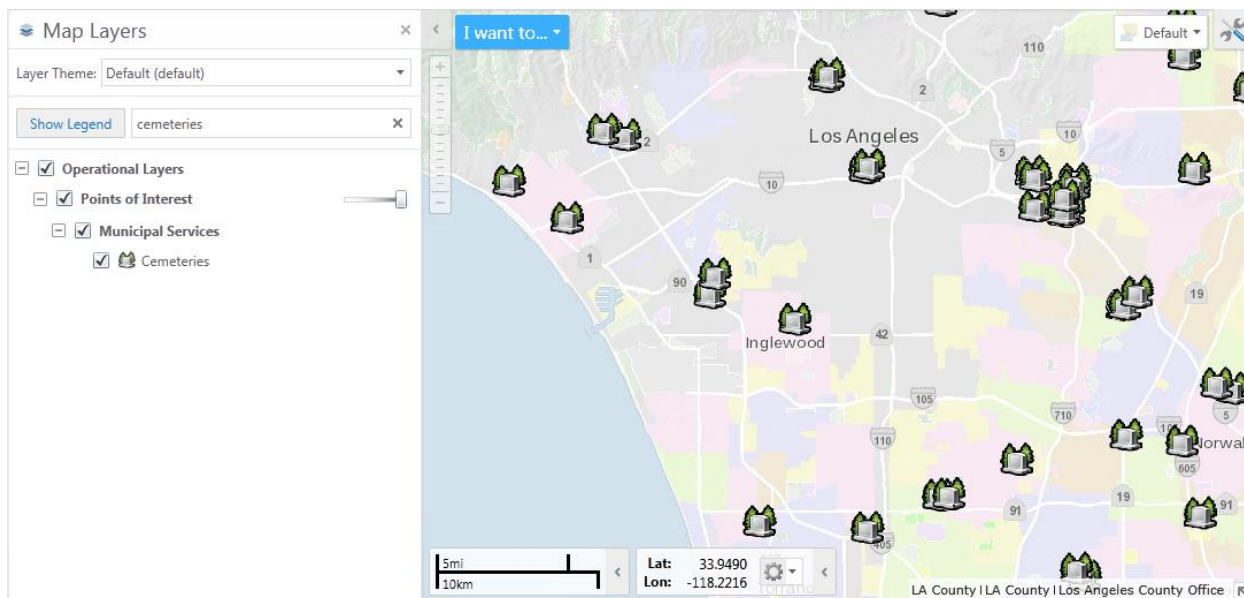 Map Layers
Layer Theme: Default (default)
Show Legend cemeteries
Operational Layers
Points of Interest
Municipal Services
Cemeteries
I want to...
Default
110
2
Los Angeles
10
5
2
10
1
90
19
Inglewood
42
105
710
5
110
Norwal
605
19
91
91
405
5mi
10km
Lat: 33.9490
Lon: -118.2216
LA County | LA County | Los Angeles County Office